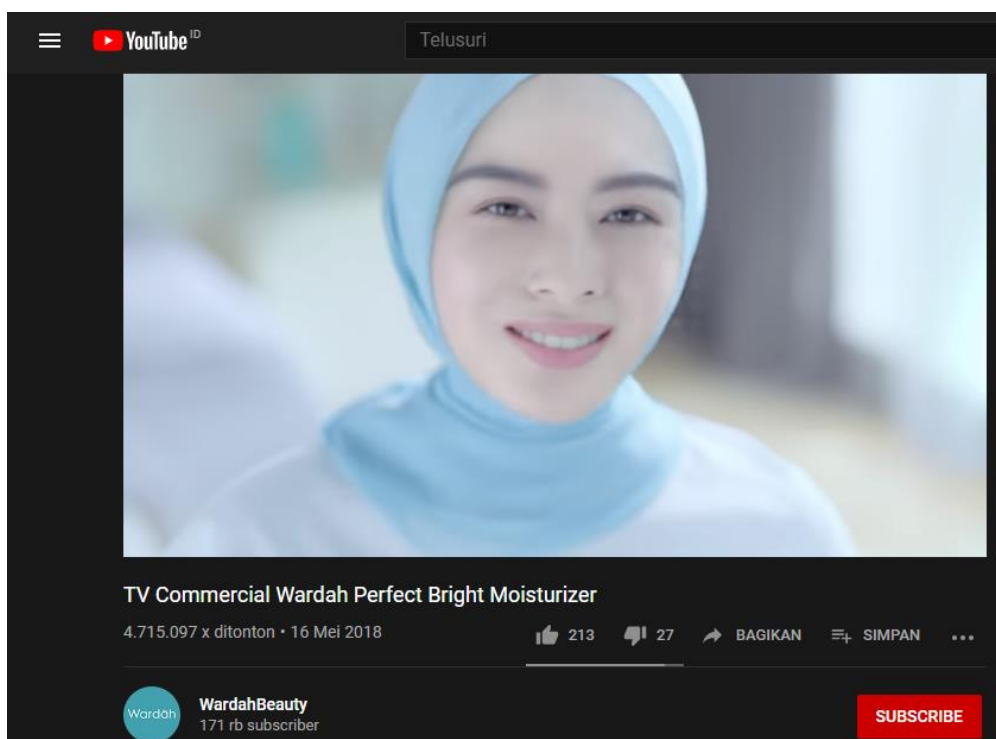 YouTube ID
Telusuri
TV Commercial Wardah Perfect Bright Moisturizer
4.715.097 x ditonton • 16 Mei 2018
213 27 BAGIKAN SIMPAN
Wardah
WardahBeauty
171 rb subscriber
SUBSCRIBE